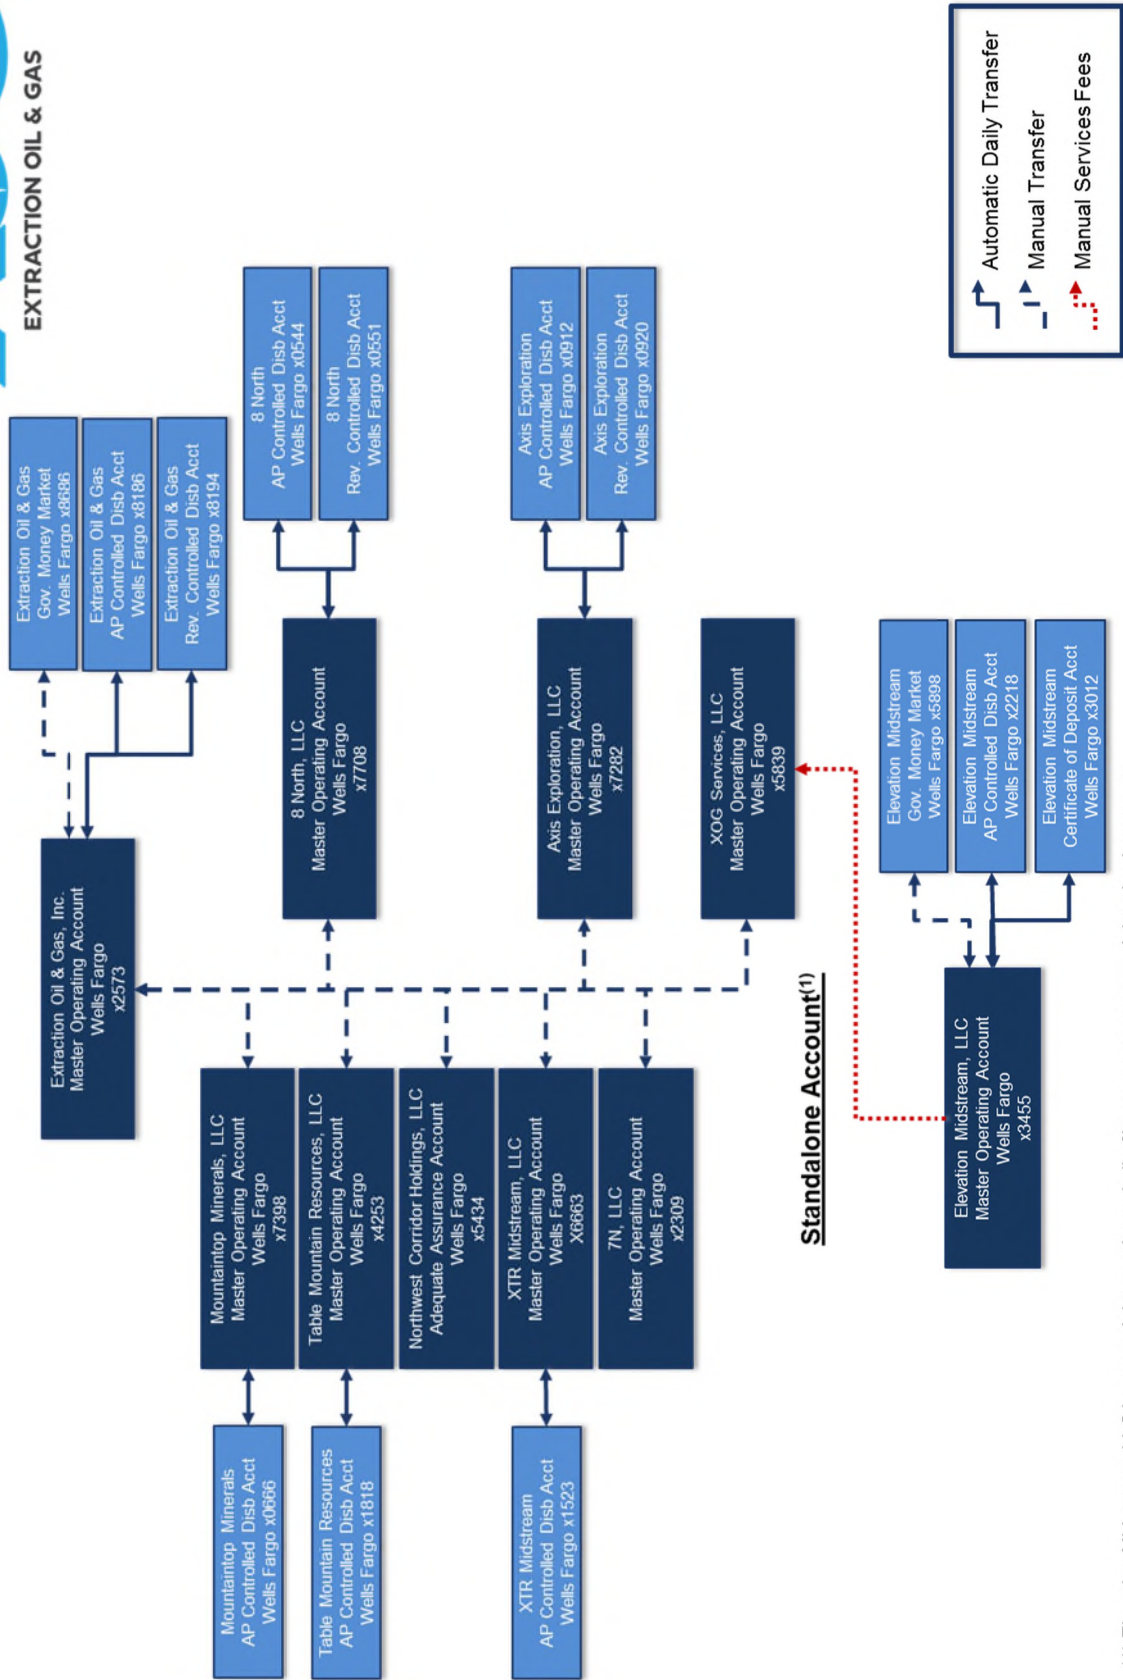 EXTRACTION OIL & GAS
Extraction Oil & Gas, Inc.
Master Operating Account
Wells Fargo
x2573
Extraction Oil & Gas
Gov. Money Market
Wells Fargo x8686
Extraction Oil & Gas
AP Controlled Disb Acct
Wells Fargo x8186
Extraction Oil & Gas
Rev. Controlled Disb Acct
Wells Fargo x8194
Mountaintop Minerals
AP Controlled Disb Acct
Wells Fargo x0666
Mountaintop Minerals, LLC
Master Operating Account
Wells Fargo
x7398
Table Mountain Resources
AP Controlled Disb Acct
Wells Fargo x1818
Table Mountain Resources, LLC
Master Operating Account
Wells Fargo
x4253
Northwest Corridor Holdings, LLC
Adequate Assurance Account
Wells Fargo
x5434
XTR Midstream
AP Controlled Disb Acct
Wells Fargo x1523
XTR Midstream, LLC
Master Operating Account
Wells Fargo
X6663
7N, LLC
Master Operating Account
Wells Fargo
x2309
8 North, LLC
Master Operating Account
Wells Fargo
x7708
8 North
AP Controlled Disb Acct
Wells Fargo x0544
8 North
Rev. Controlled Disb Acct
Wells Fargo x0551
Axis Exploration, LLC
Master Operating Account
Wells Fargo
x7282
Axis Exploration
AP Controlled Disb Acct
Wells Fargo x0912
Axis Exploration
Rev. Controlled Disb Acct
Wells Fargo x0920
XOG Services, LLC
Master Operating Account
Wells Fargo
x5839
Standalone Account(1)
Elevation Midstream, LLC
Master Operating Account
Wells Fargo
x3455
Elevation Midstream
Gov. Money Market
Wells Fargo x5898
Elevation Midstream
AP Controlled Disb Acct
Wells Fargo x2218
Elevation Midstream
Certificate of Deposit Acct
Wells Fargo x3012
Automatic Daily Transfer
Manual Transfer
Manual Services Fees